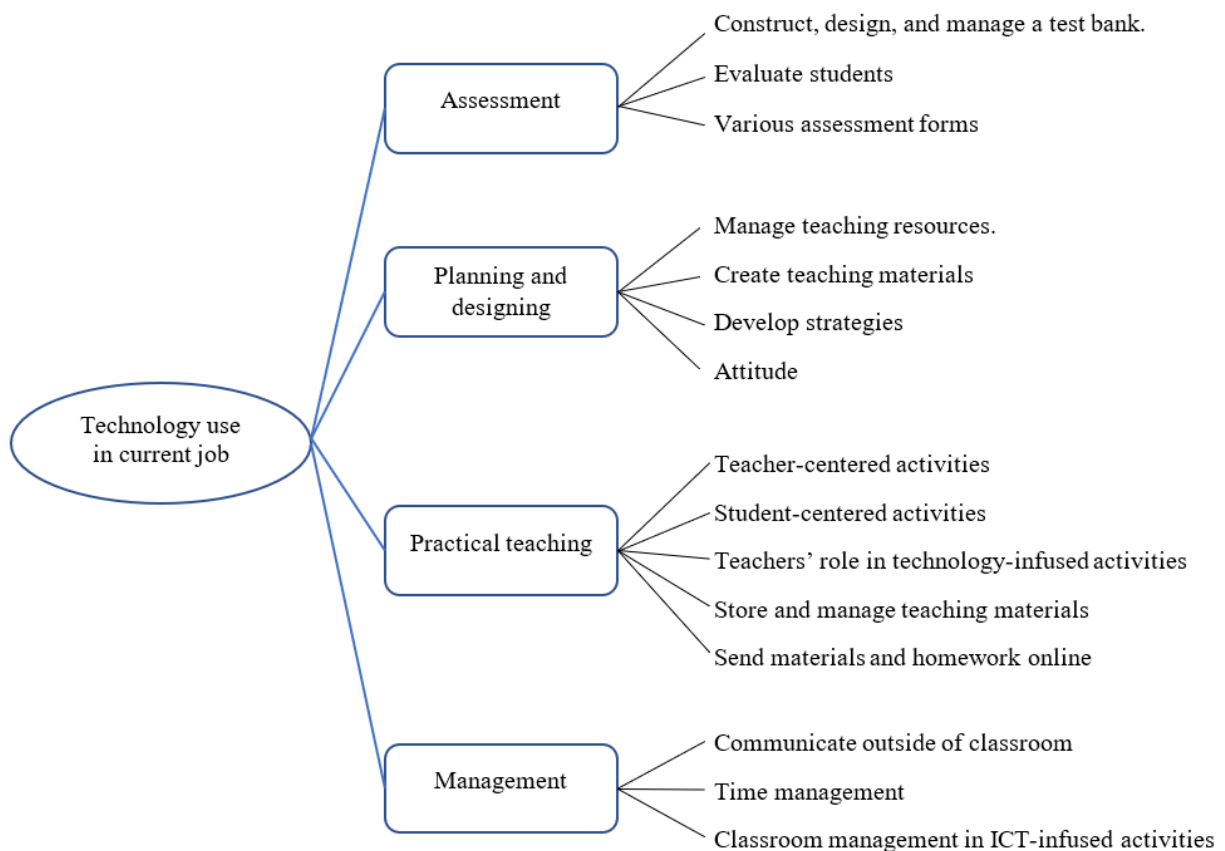 Technology use
in current job
Assessment
Construct, design, and manage a test bank.
Evaluate students
Various assessment forms
Planning and
designing
Manage teaching resources.
Create teaching materials
Develop strategies
Attitude
Practical teaching
Teacher-centered activities
Student-centered activities
Teachers’ role in technology-infused activities
Store and manage teaching materials
Send materials and homework online
Management
Communicate outside of classroom
Time management
Classroom management in ICT-infused activities